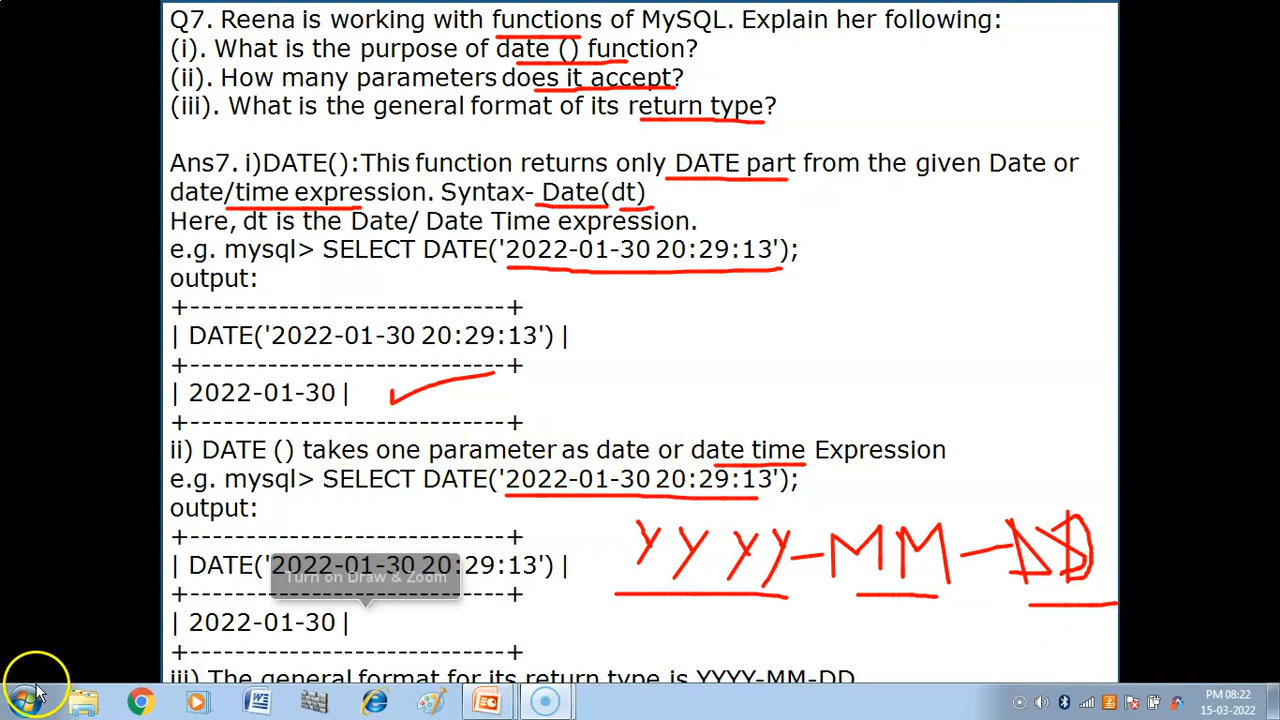 Q7. Reena is working with functions of MySQL. Explain her following:
(i). What is the purpose of date () function?
(ii). How many parameters does it accept?
(iii). What is the general format of its return type?
Ans7. i)DATE():This function returns only DATE part from the given Date or
date/time expression. Syntax- Date(dt)
Here, dt is the Date/ Date Time expression.
e.g. mysql> SELECT DATE('2022-01-30 20:29:13');
output:
+----------------------------+
| DATE('2022-01-30 20:29:13') |
+----------------------------+
| 2022-01-30 |
+----------------------------+
ii) DATE () takes one parameter as date or date time Expression
e.g. mysql> SELECT DATE('2022-01-30 20:29:13');
output:
+----------------------------+
| DATE('2022-01-30 20:29:13') |
Turn on Draw & Zoom
+----------------------------+
| 2022-01-30 |
+----------------------------+
YYYY-MM-DD
iii) The general format for its return type is YYYY-MM-DD
PM 08:22
15-03-2022